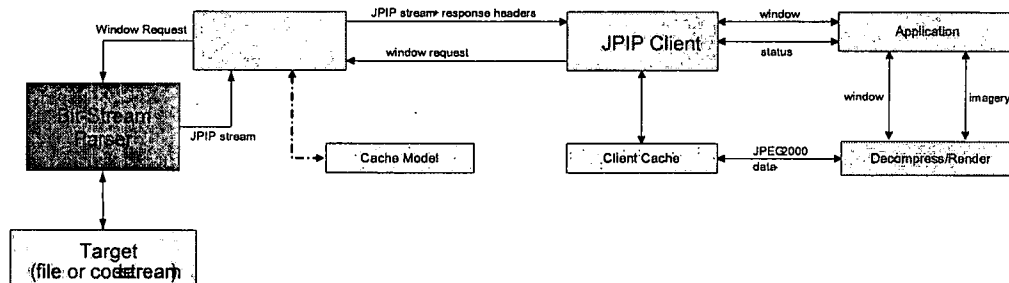 JPIP stream+ response headers
window
Window Request
JPIP Client
Application
window request
status
Bit-Stream
Parser
window
imagery
JPIP stream
Cache Model
Client Cache
JPEG2000
data
Decompress/Render
Target
(file or codestream)